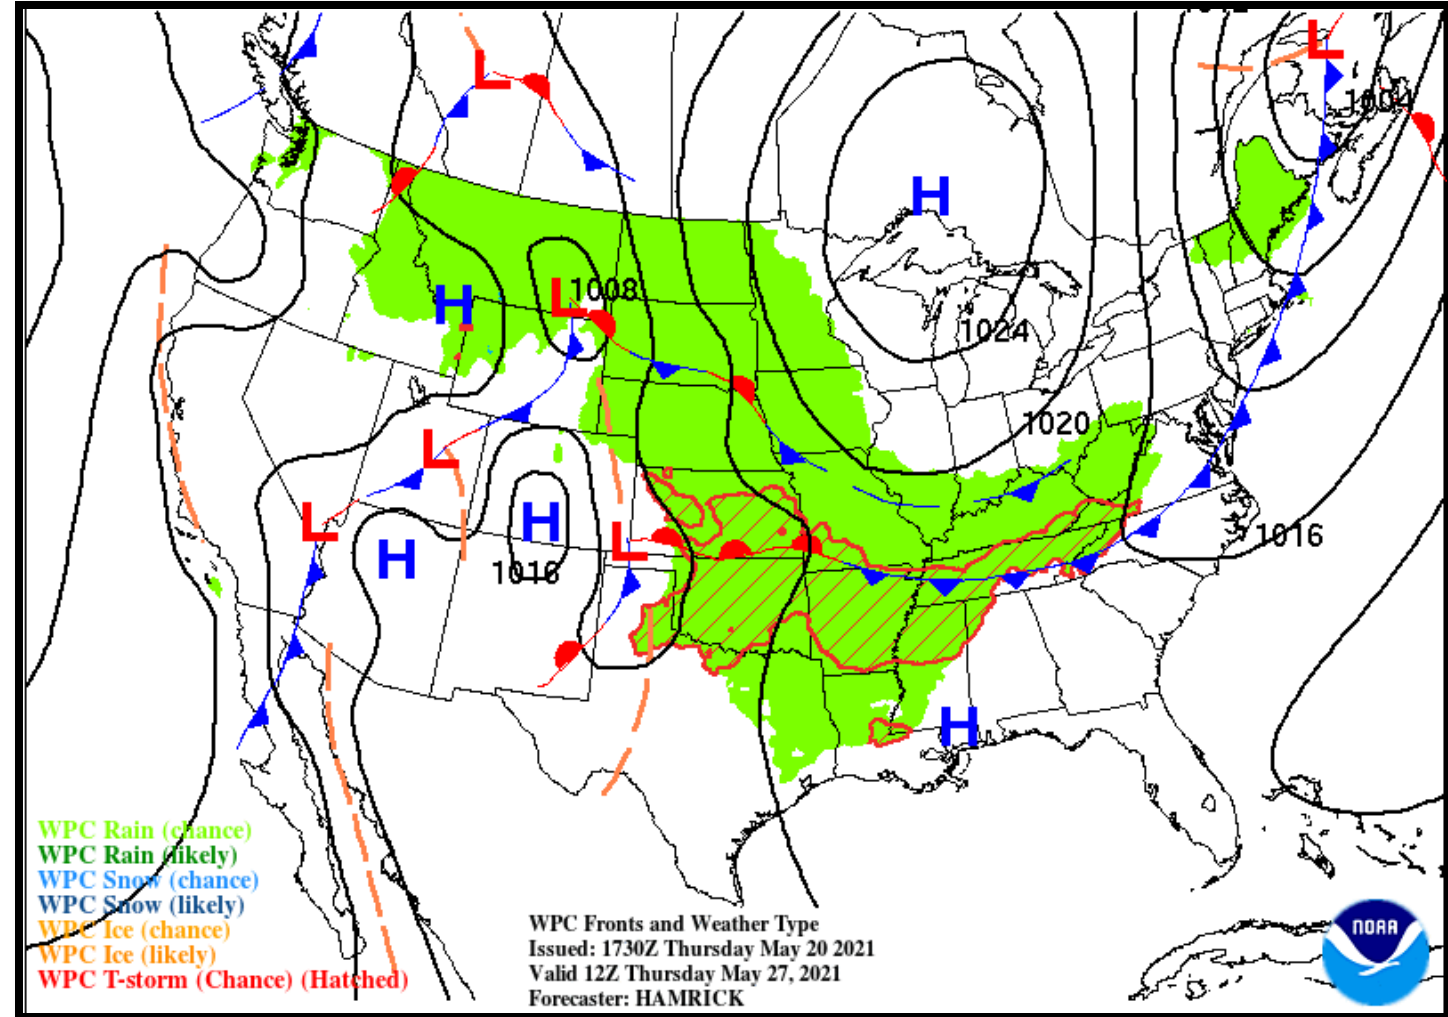 1012
L
L
1004
H
H
1008
L
1024
1020
L
L
H
1016
H
L
1016
H
WPC Rain (chance)
WPC Rain (likely)
WPC Snow (chance)
WPC Snow (likely)
WPC Ice (chance)
WPC Ice (likely)
WPC T-storm (Chance) (Hatched)
WPC Fronts and Weather Type
Issued: 1730Z Thursday May 20 2021
Valid 12Z Thursday May 27, 2021
Forecaster: HAMRICK
NOAA